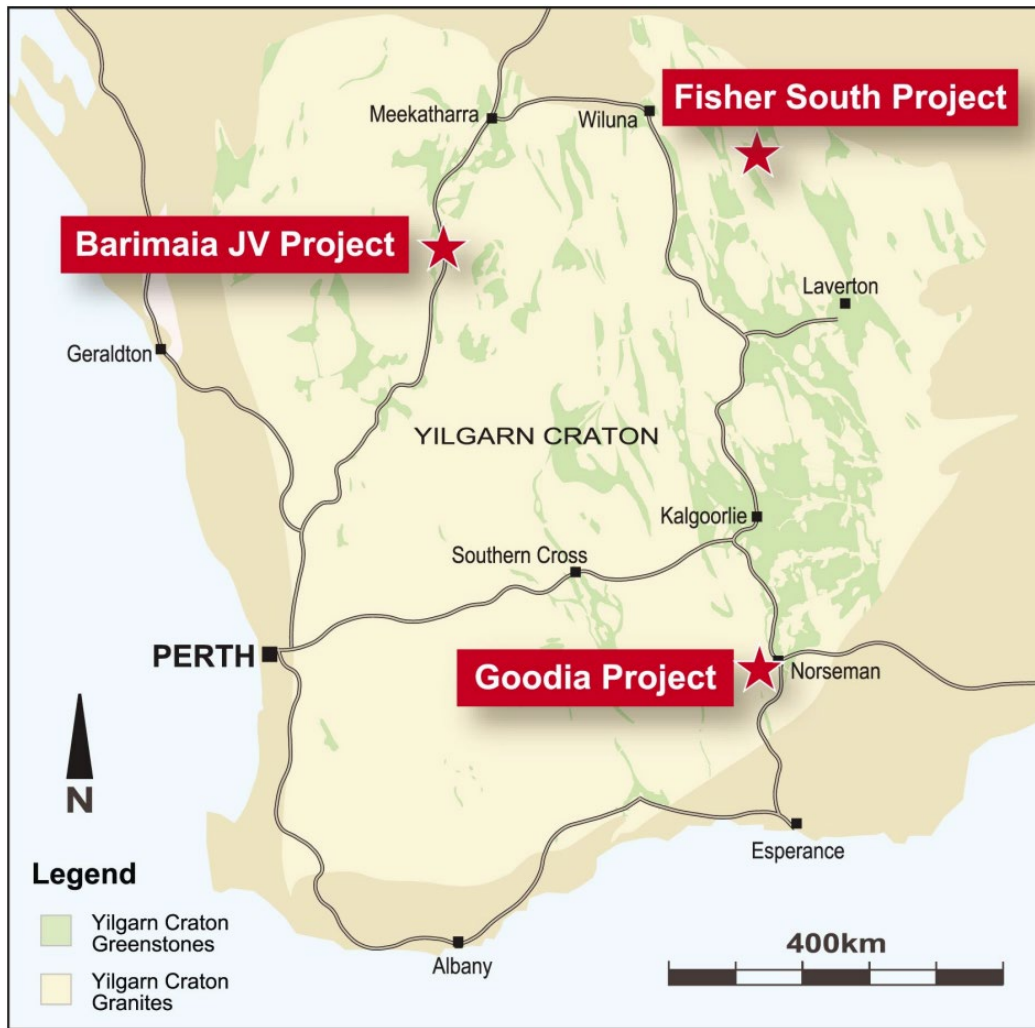 Fisher South Project
Meekatharra
Wiluna
Barimaia JV Project
Laverton
Geraldton
YILGARN CRATON
Kalgoorlie
Southern Cross
PERTH
Goodia Project
Norseman
N
Esperance
Legend
Yilgarn Craton
Greenstones
Yilgarn Craton
Granites
Albany
400km